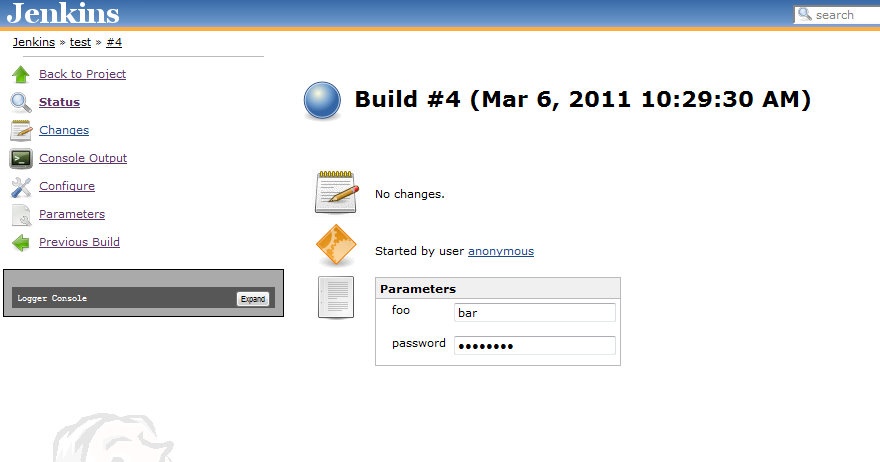 Jenkins
search
Jenkins » test » #4
Back to Project
Status
Changes
Console Output
Configure
Parameters
Previous Build
Logger Console
Expand
Build #4 (Mar 6, 2011 10:29:30 AM)
No changes.
Started by user anonymous
Parameters
foo bar
password ••••••••